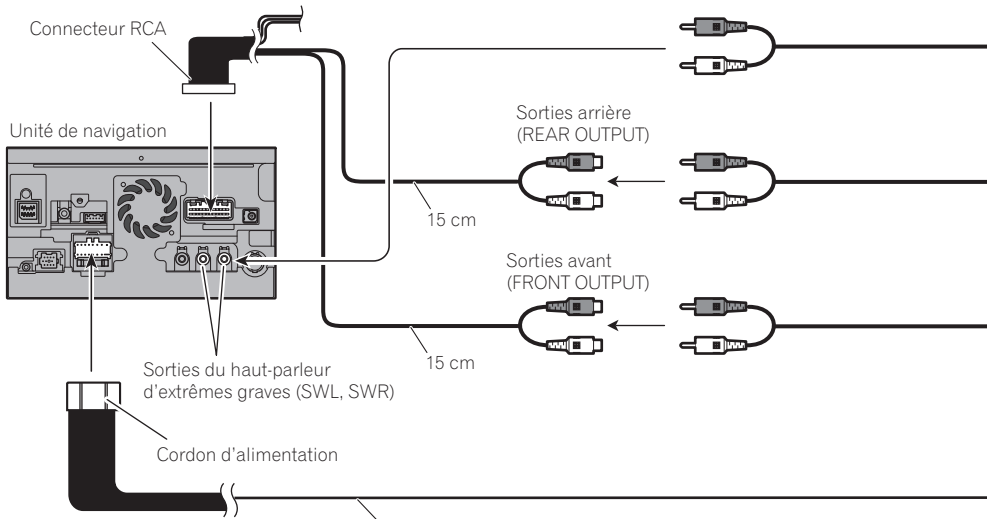 Connecteur RCA
Unité de navigation
Sorties arrière
(REAR OUTPUT)
15 cm
Sorties avant
(FRONT OUTPUT)
15 cm
Sorties du haut-parleur
d'extrêmes graves (SWL, SWR)
Cordon d'alimentation